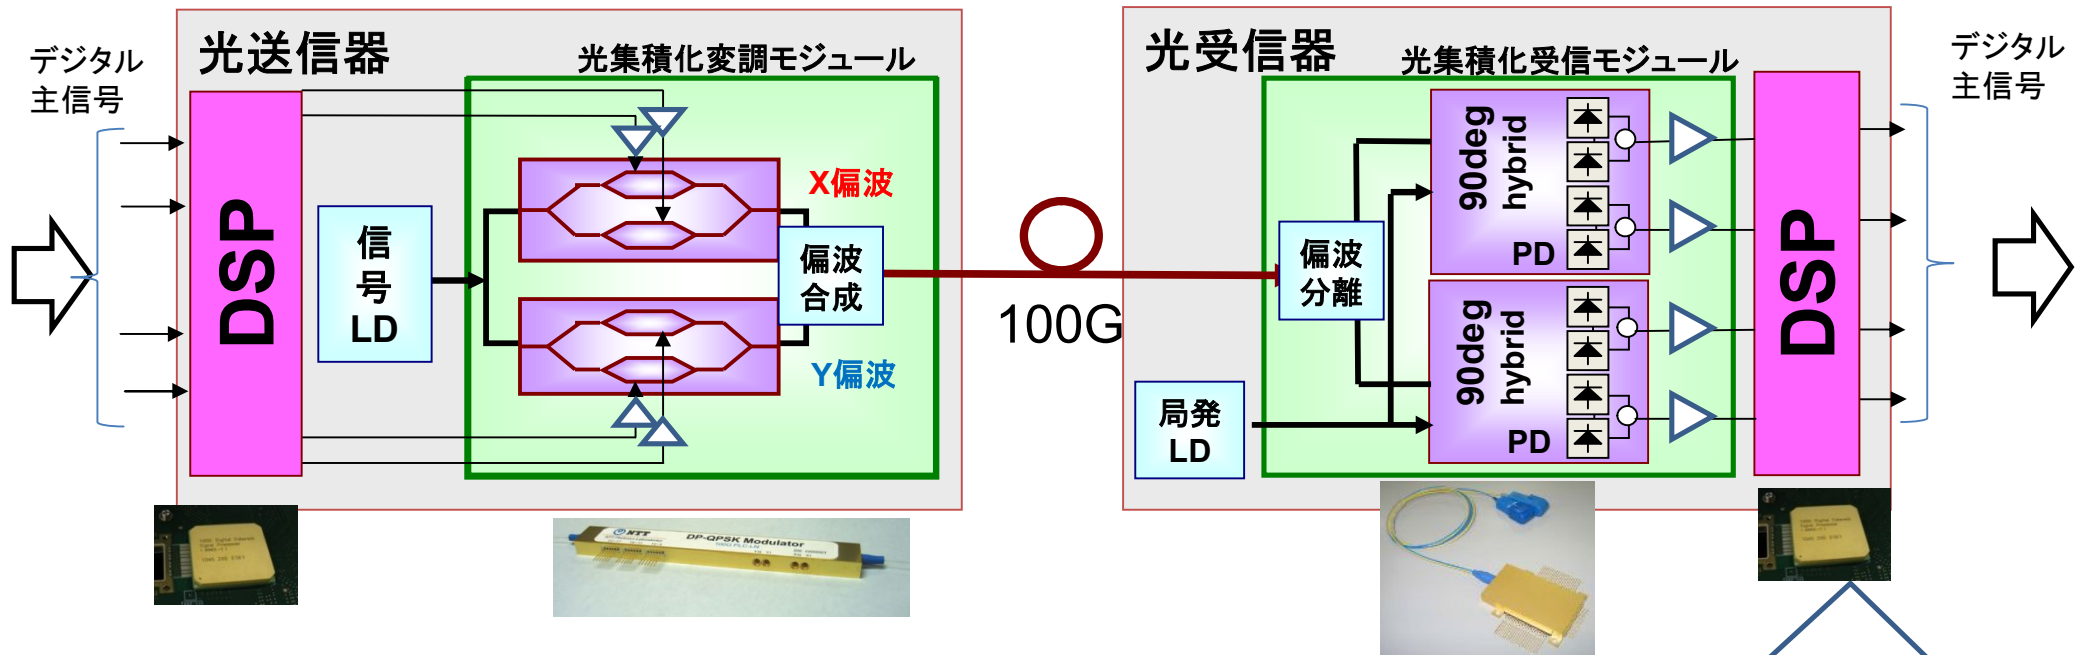 光送信器
光集積化変調モジュール
デジタル
主信号
DSP
信
号
LD
X偏波
偏波
合成
Y偏波
100G
光受信器
光集積化受信モジュール
偏波
分離
局発
LD
90deg
hybrid
PD
90deg
hybrid
PD
DSP
デジタル
主信号
NTT
DP-QPSK Modulator